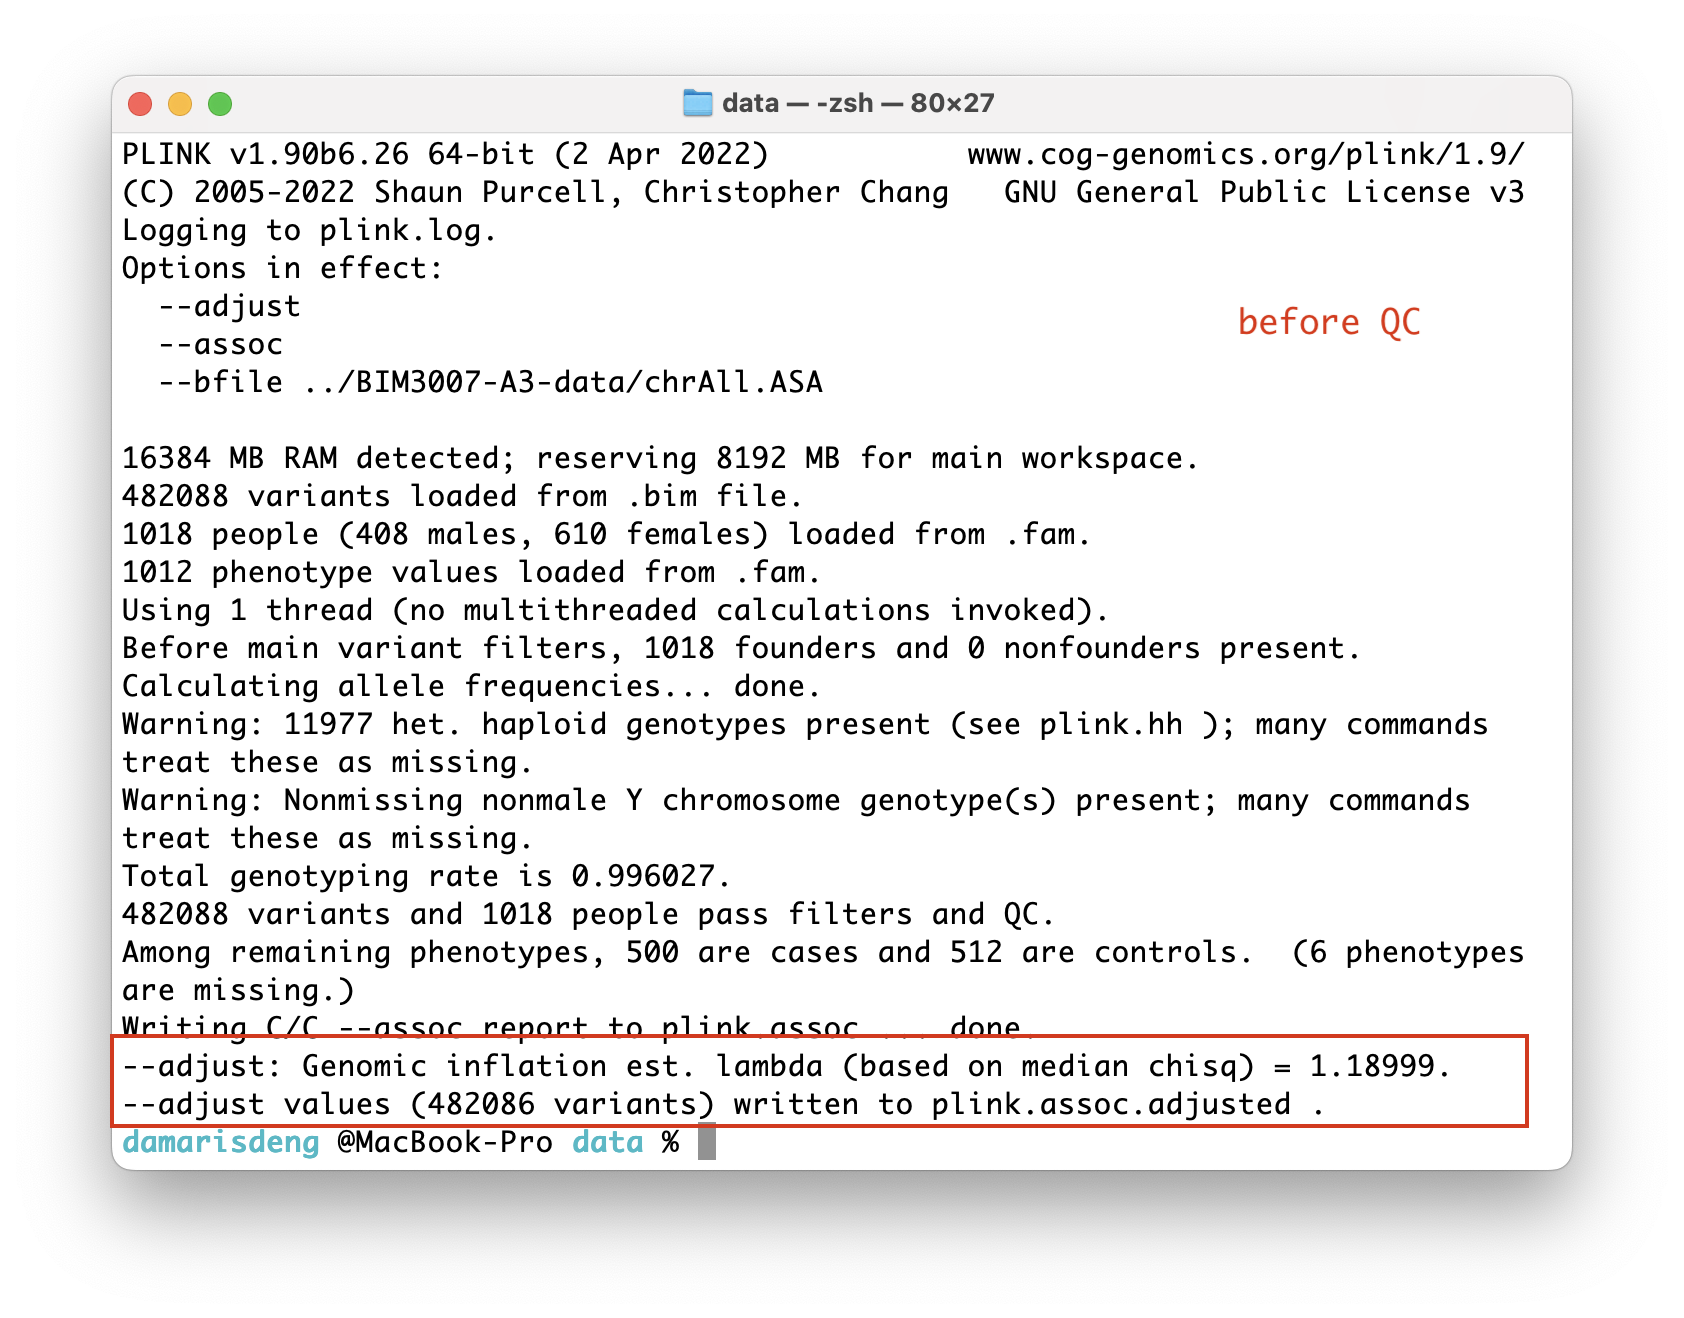 data — -zsh — 80×27
PLINK v1.90b6.26 64-bit (2 Apr 2022)           www.cog-genomics.org/plink/1.9/
(C) 2005-2022 Shaun Purcell, Christopher Chang   GNU General Public License v3
Logging to plink.log.
Options in effect:
  --adjust
before QC
  --assoc
  --bfile ../BIM3007-A3-data/chrAll.ASA

16384 MB RAM detected; reserving 8192 MB for main workspace.
482088 variants loaded from .bim file.
1018 people (408 males, 610 females) loaded from .fam.
1012 phenotype values loaded from .fam.
Using 1 thread (no multithreaded calculations invoked).
Before main variant filters, 1018 founders and 0 nonfounders present.
Calculating allele frequencies... done.
Warning: 11977 het. haploid genotypes present (see plink.hh ); many commands
treat these as missing.
Warning: Nonmissing nonmale Y chromosome genotype(s) present; many commands
treat these as missing.
Total genotyping rate is 0.996027.
482088 variants and 1018 people pass filters and QC.
Among remaining phenotypes, 500 are cases and 512 are controls.  (6 phenotypes
are missing.)
Writing C/C --assoc report to plink.assoc ... done.
--adjust: Genomic inflation est. lambda (based on median chisq) = 1.18999.
--adjust values (482086 variants) written to plink.assoc.adjusted .
damarisdeng @MacBook-Pro data %